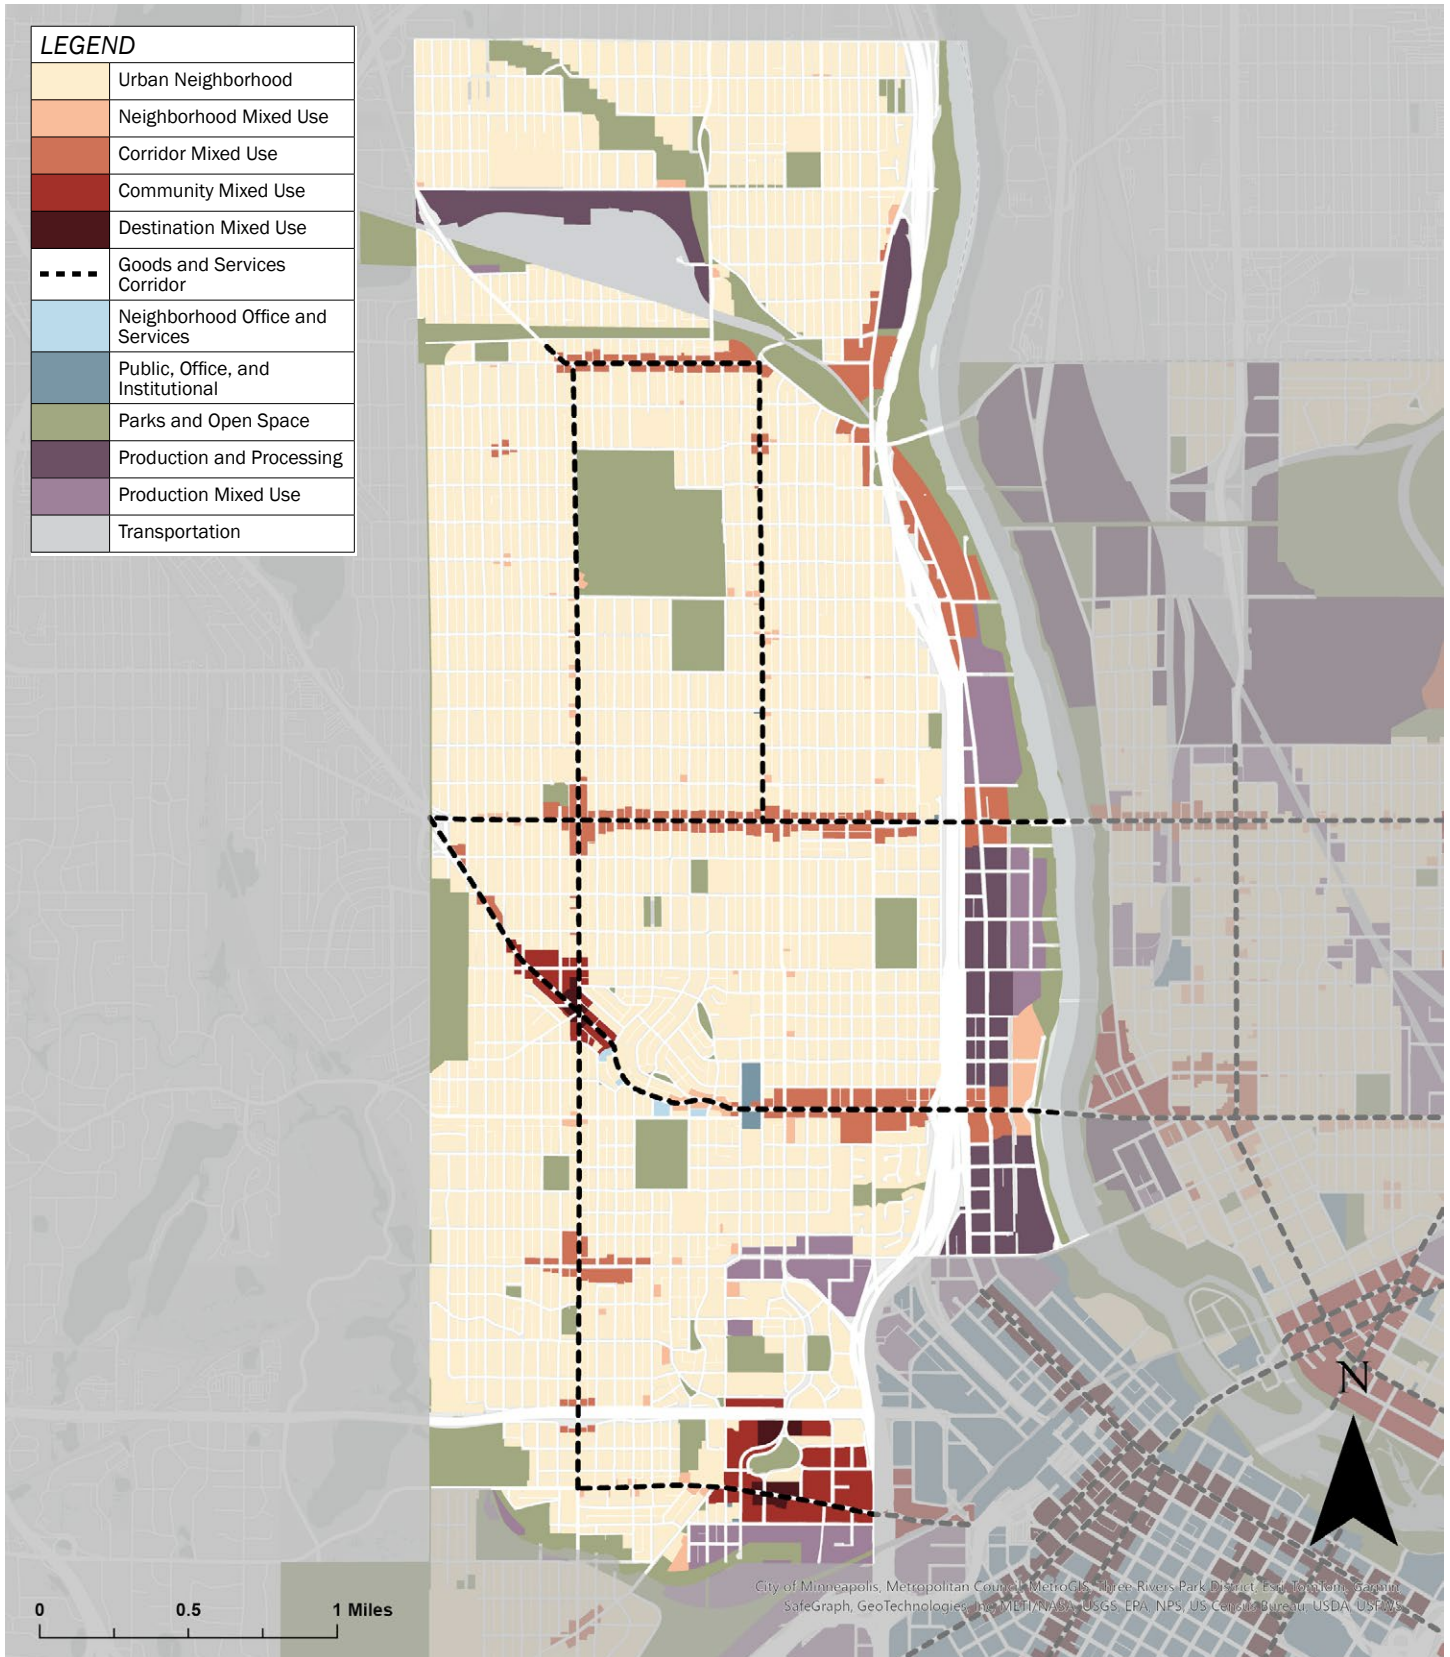 LEGEND
Urban Neighborhood
Neighborhood Mixed Use
Corridor Mixed Use
Community Mixed Use
Destination Mixed Use
Goods and Services
Corridor
Neighborhood Office and
Services
Public, Office, and
Institutional
Parks and Open Space
Production and Processing
Production Mixed Use
Transportation
N
0 0.5 1 Miles
City of Minneapolis, Metropolitan Council, MetroGIS, Three Rivers Park District, Esri, TomTom, Garmin,
SafeGraph, GeoTechnologies, Inc, METI/NASA, USGS, EPA, NPS, US Census Bureau, USDA, USFWS